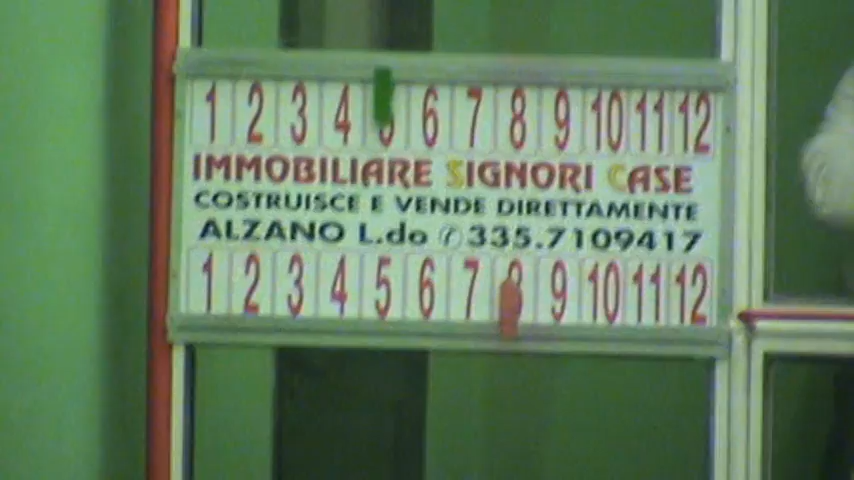 1 2 3 4 5 6 7 8 9 10 11 12
IMMOBILIARE SIGNORI CASE
COSTRUISCE E VENDE DIRETTAMENTE
ALZANO L.do ✆ 335.7109417
1 2 3 4 5 6 7 8 9 10 11 12